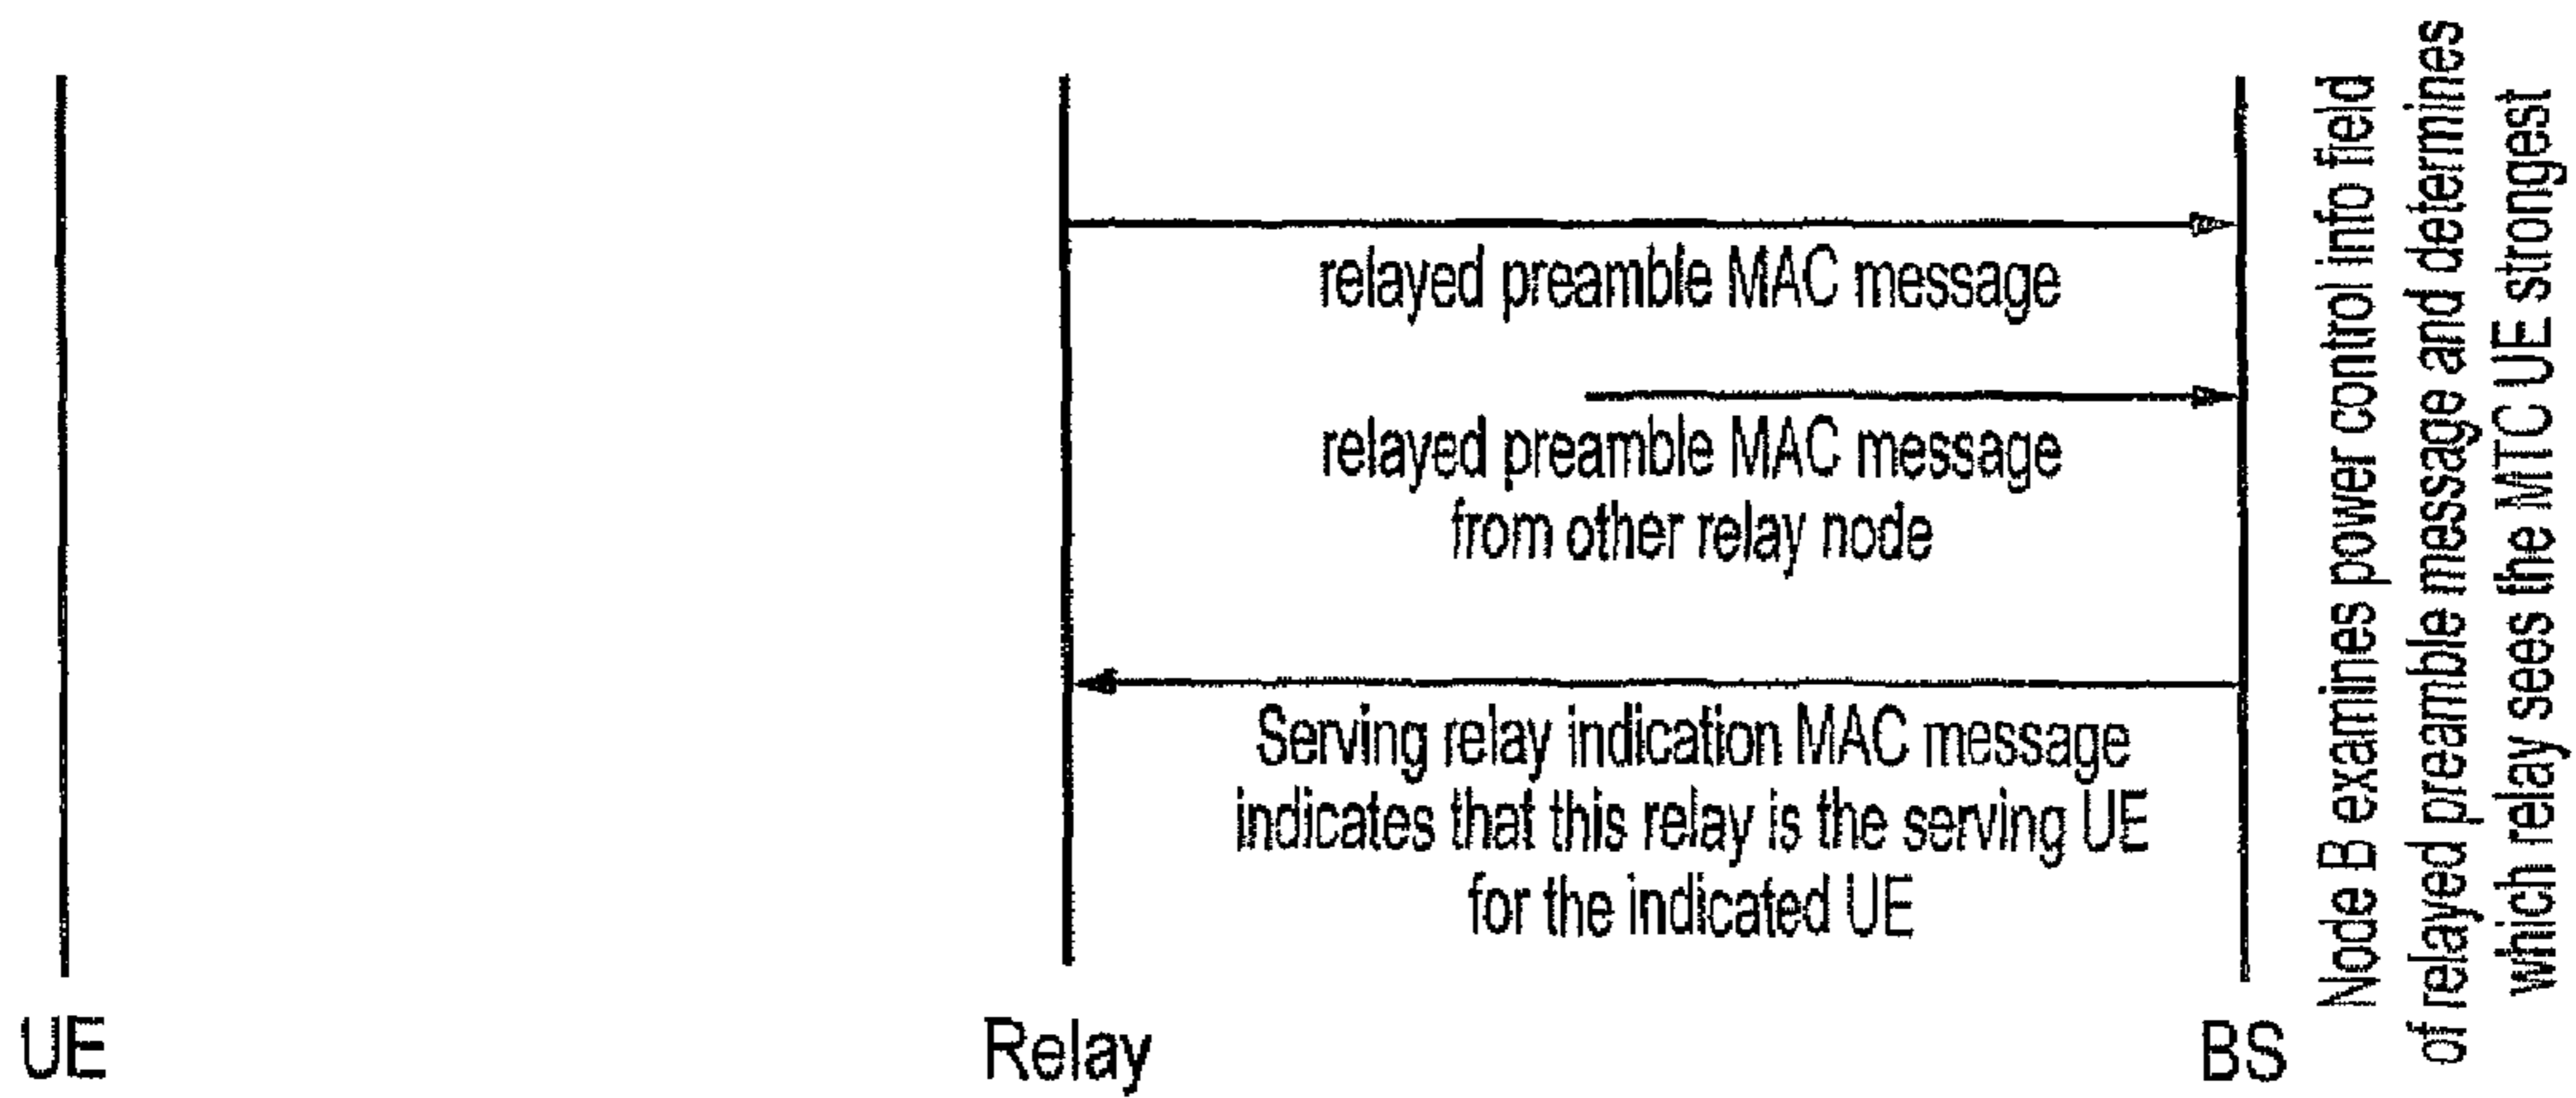 relayed preamble MAC message
relayed preamble MAC message
from other relay node
Serving relay indication MAC message
indicates that this relay is the serving UE
for the indicated UE
UE
Relay
BS
Node B examines power control info field
of relayed preamble message and determines
which relay sees the MTC UE strongest